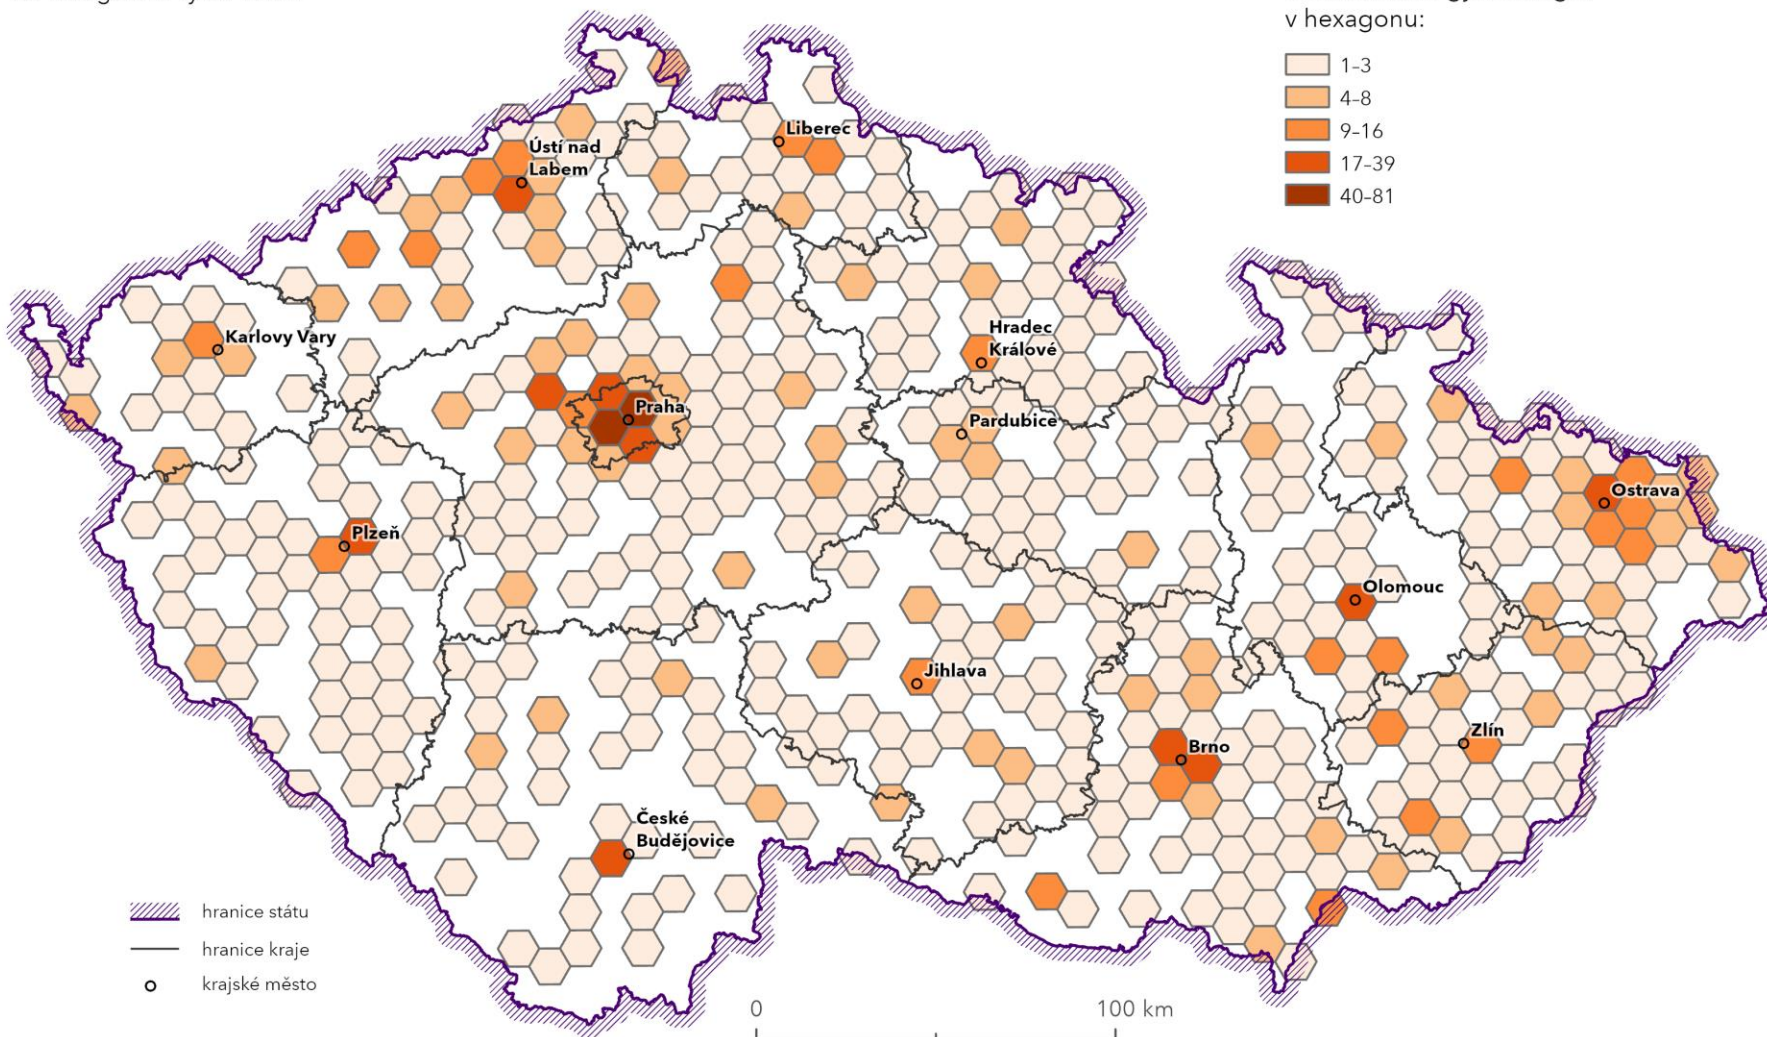 v hexagonu:
1–3
4–8
9–16
17–39
40–81
Liberec
Ústí nad
Labem
Karlovy Vary
Hradec
Králové
Praha
Pardubice
Ostrava
Plzeň
Olomouc
Jihlava
Zlín
Brno
České
Budějovice
hranice státu
hranice kraje
krajské město
0
100 km